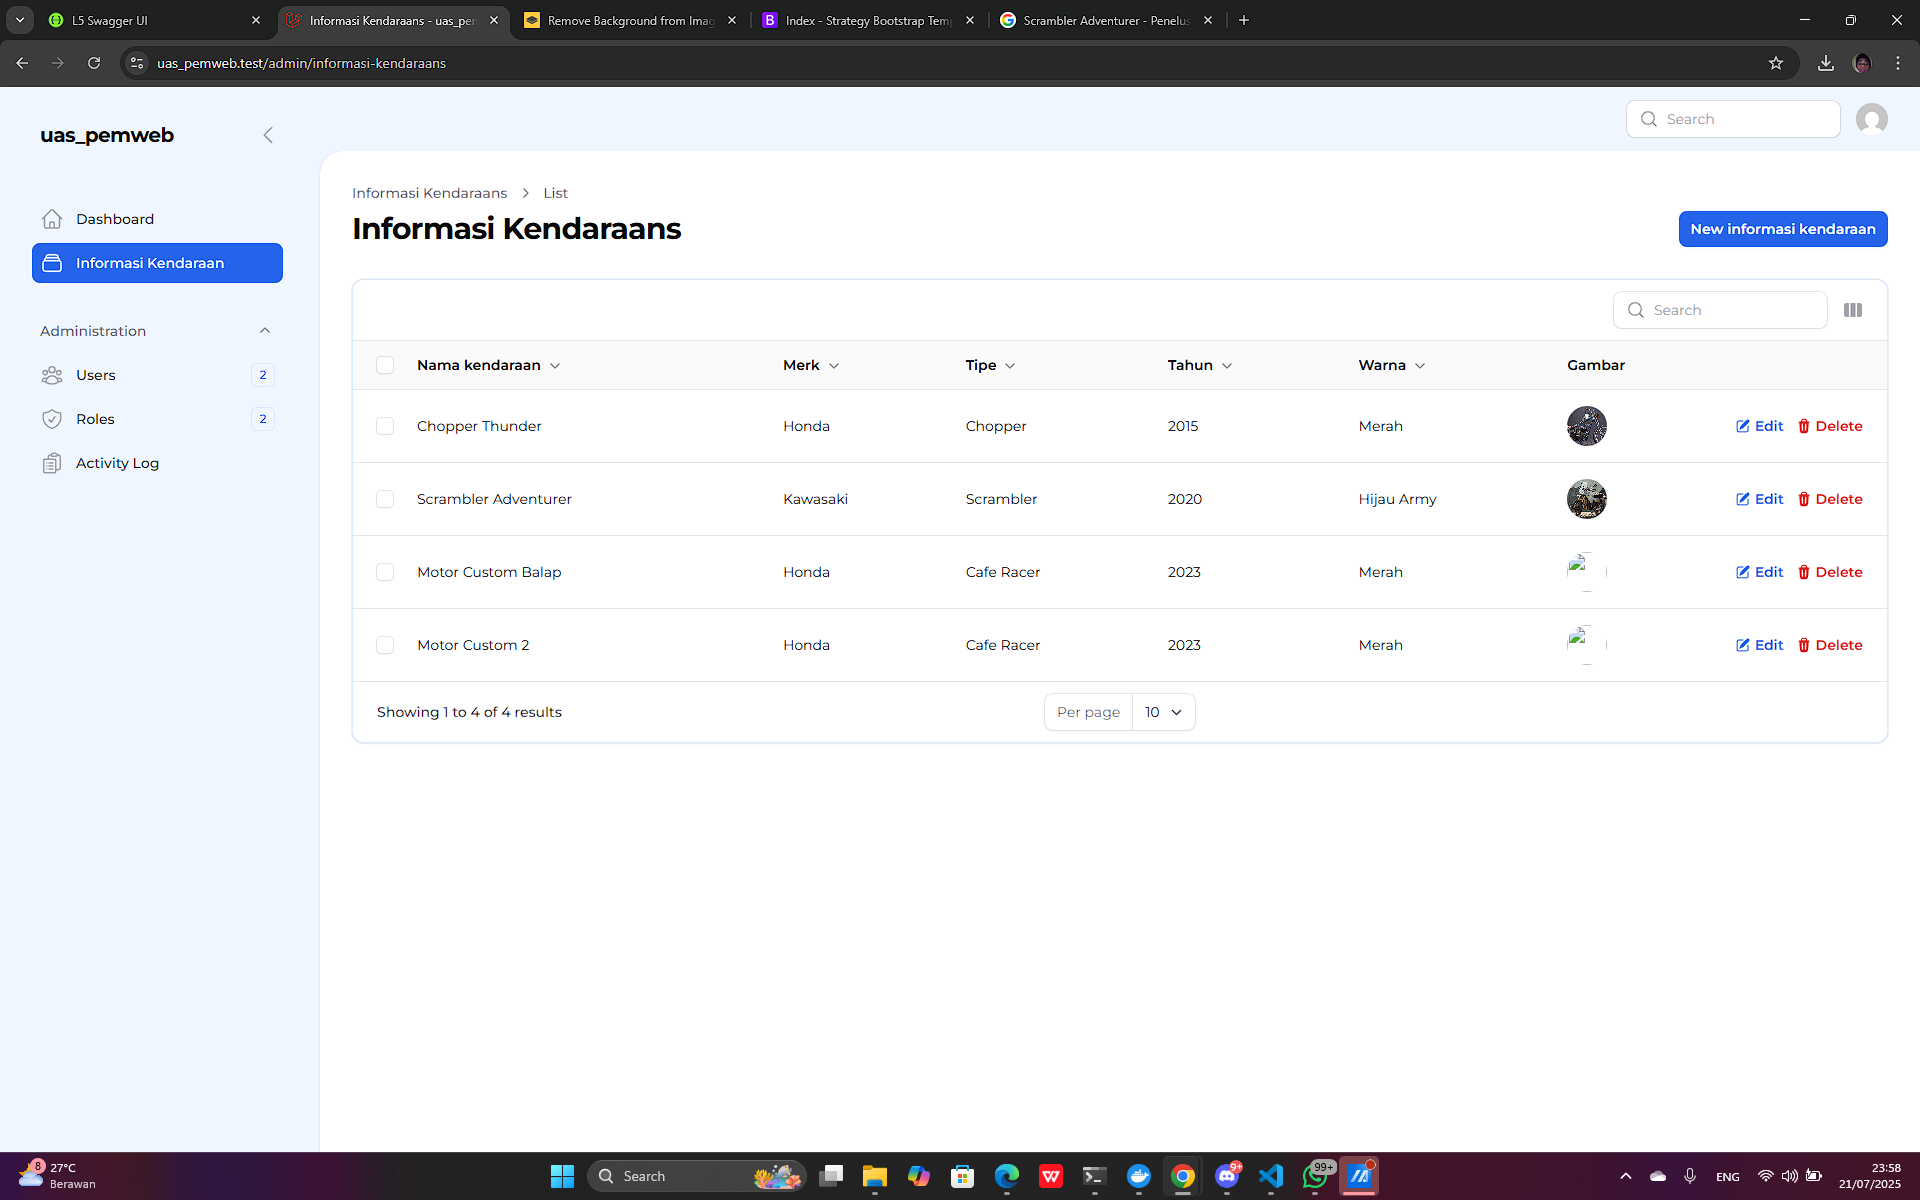 L5 Swagger UI
Informasi Kendaraans - uas_pem
Remove Background from Imag
Index - Strategy Bootstrap Temp
Scrambler Adventurer - Penelus
uas_pemweb.test/admin/informasi-kendaraans
uas_pemweb
Search
Dashboard
Informasi Kendaraan
Administration
Users 2
Roles 2
Activity Log
Informasi Kendaraans > List
Informasi Kendaraans
New informasi kendaraan
Search
Nama kendaraan Merk Tipe Tahun Warna Gambar
Chopper Thunder Honda Chopper 2015 Merah Edit Delete
Scrambler Adventurer Kawasaki Scrambler 2020 Hijau Army Edit Delete
Motor Custom Balap Honda Cafe Racer 2023 Merah Edit Delete
Motor Custom 2 Honda Cafe Racer 2023 Merah Edit Delete
Showing 1 to 4 of 4 results
Per page 10
8
27°C
Berawan
Search
9+
99+
ENG
23:58
21/07/2025